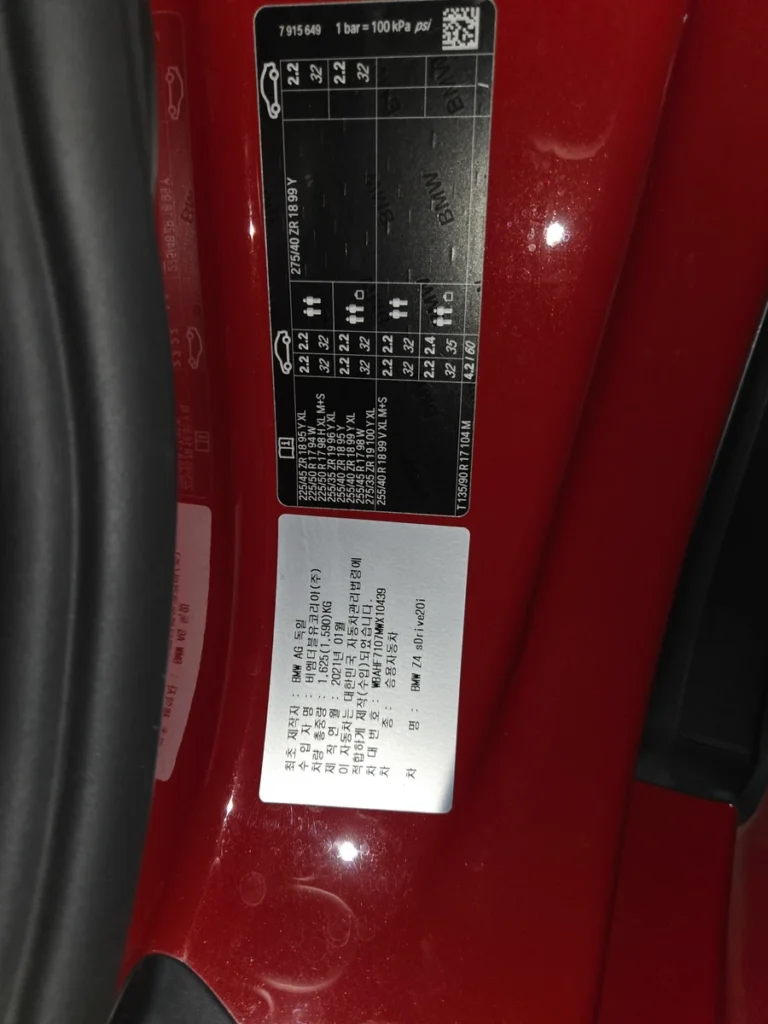 7 915 649 1 bar = 100 kPa psi
2.2 32 2.2 32
275/40 ZR 18 99 Y
2.2 2.2 2.2 2.2 2.2 2.2 2.2 2.4
32 32 32 32 32 32 32 35
4.2 / 60
225/45 ZR 18 95 Y XL
225/50 R 17 94 W
225/50 R 17 98 H XL M+S
255/35 ZR 19 96 Y XL
255/40 ZR 18 95 Y
255/40 ZR 18 99 Y XL
255/45 R 17 98 W
275/35 ZR 19 100 Y XL
255/40 R 18 99 V XL M+S
T 135/90 R 17 104 M
BMW
BMW
BMW
최초 제작자 : BMW AG 독일
수 입 자 명 : 비엠더블유코리아(주)
차량 총중량 : 1.625(1.590)KG
제 작 연 월 : 2021년 01월
이 자동차는 대한민국 자동차관리법령에
적합하게 제작(수입)되었습니다.
차 대 번 호 : WBAHF7107MWX10439
차 종 : 승용자동차
차 명 : BMW Z4 sDrive20i